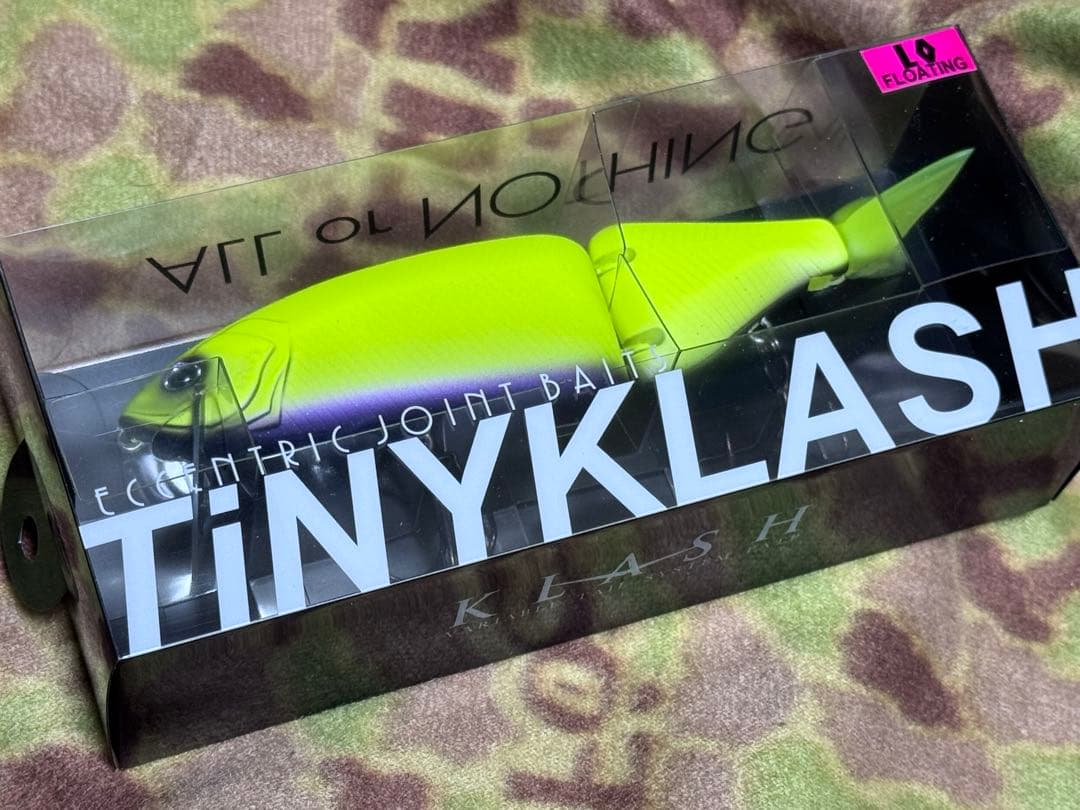 LO
FLOATING
ALL or NOTHING
ECCENTRIC JOINT BAITS
TiNYKLASH
KLASH